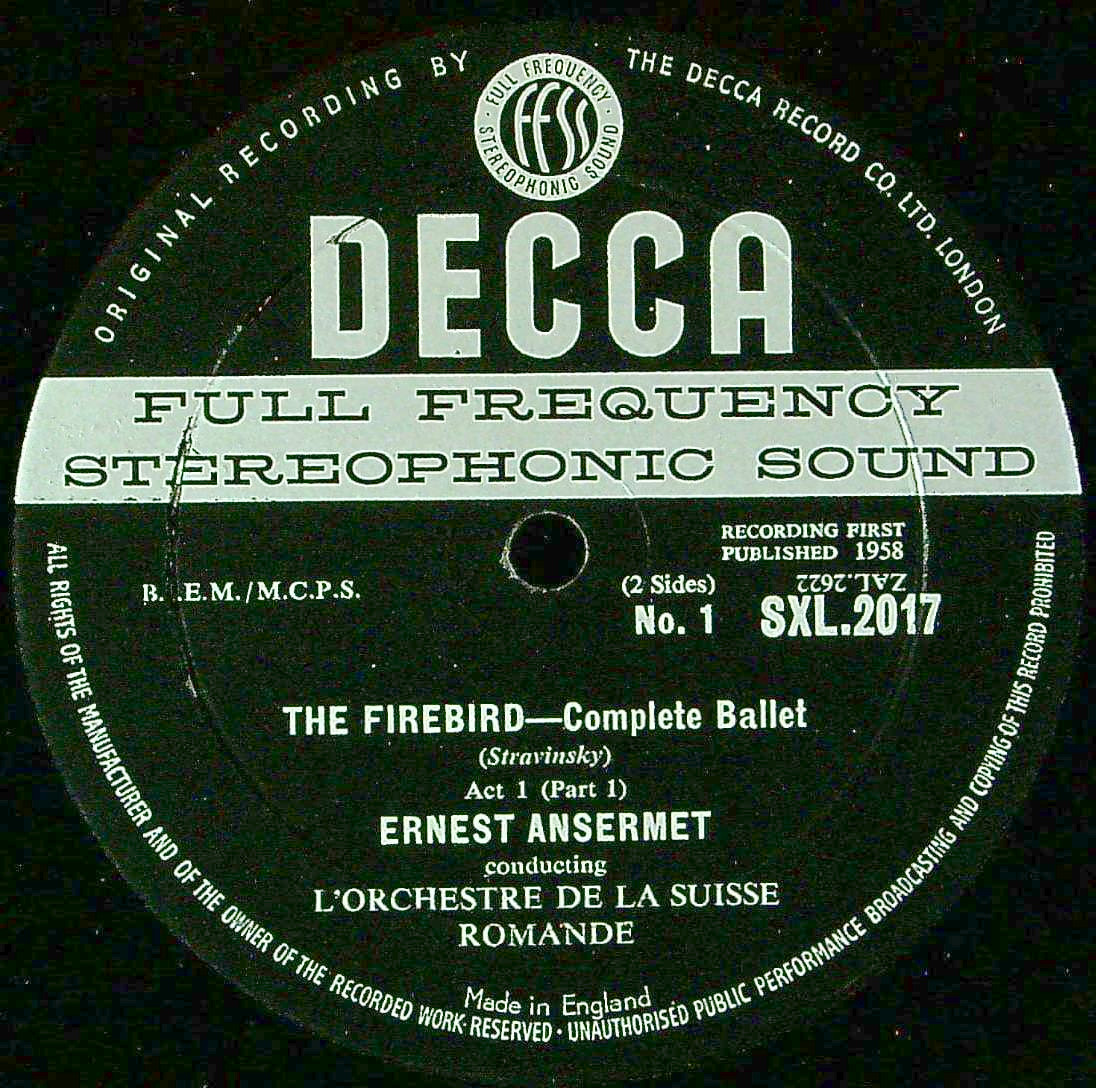 ORIGINAL RECORDING BY
THE DECCA RECORD CO. LTD. LONDON
FULL FREQUENCY
FFSS
STEREOPHONIC SOUND
DECCA
FULL FREQUENCY
STEREOPHONIC SOUND
RECORDING FIRST
PUBLISHED 1958
B. .E.M./M.C.P.S.
(2 Sides)
ZAL.2622
No. 1
SXL.2017
THE FIREBIRD—Complete Ballet
(Stravinsky)
Act 1 (Part 1)
ERNEST ANSERMET
conducting
L'ORCHESTRE DE LA SUISSE
ROMANDE
Made in England
ALL RIGHTS OF THE MANUFACTURER AND OF THE OWNER OF THE RECORDED WORK RESERVED · UNAUTHORISED PUBLIC PERFORMANCE BROADCASTING AND COPYING OF THIS RECORD PROHIBITED